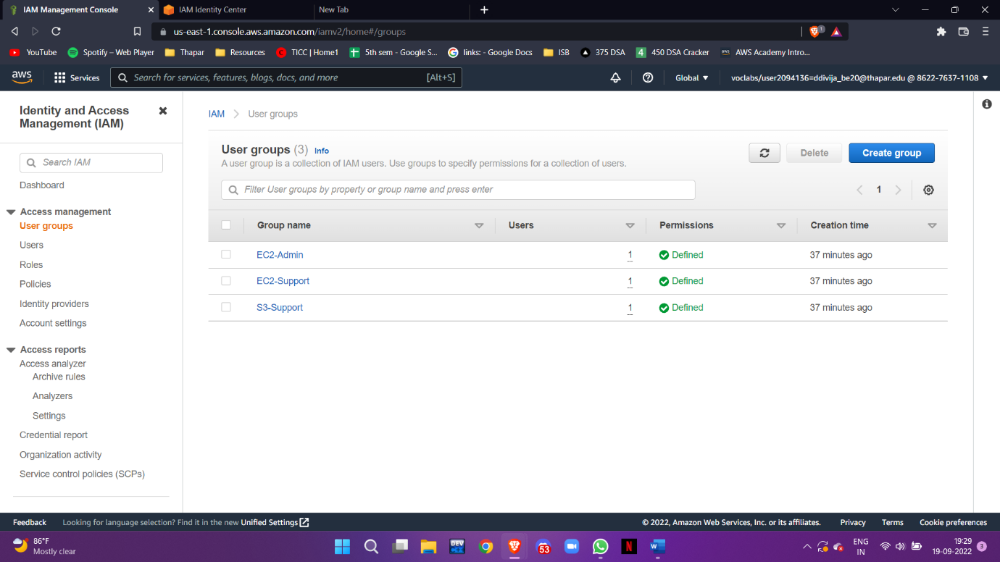 IAM Management Console
IAM Identity Center
New Tab
us-east-1.console.aws.amazon.com/iamv2/home#/groups
1
YouTube
Spotify – Web Player
Thapar
Resources
TICC | Home1
5th sem - Google S...
links: - Google Docs
ISB
375 DSA
4
450 DSA Cracker
aws
AWS Academy Intro...
aws
Services
Search for services, features, blogs, docs, and more
[Alt+S]
Global
voclabs/user2094136=ddivija_be20@thapar.edu @ 8622-7637-1108
Identity and Access
Management (IAM)
Search IAM
Dashboard
Access management
User groups
Users
Roles
Policies
Identity providers
Account settings
Access reports
Access analyzer
Archive rules
Analyzers
Settings
Credential report
Organization activity
Service control policies (SCPs)
IAM
User groups
User groups (3) Info
A user group is a collection of IAM users. Use groups to specify permissions for a collection of users.
Delete
Create group
Filter User groups by property or group name and press enter
1
Group name Users Permissions Creation time
EC2-Admin 1 Defined 37 minutes ago
EC2-Support 1 Defined 37 minutes ago
S3-Support 1 Defined 37 minutes ago
Feedback
Looking for language selection? Find it in the new Unified Settings
© 2022, Amazon Web Services, Inc. or its affiliates.
Privacy
Terms
Cookie preferences
86°F
Mostly clear
DEV
53
N
W
ENG
IN
19:29
19-09-2022
3